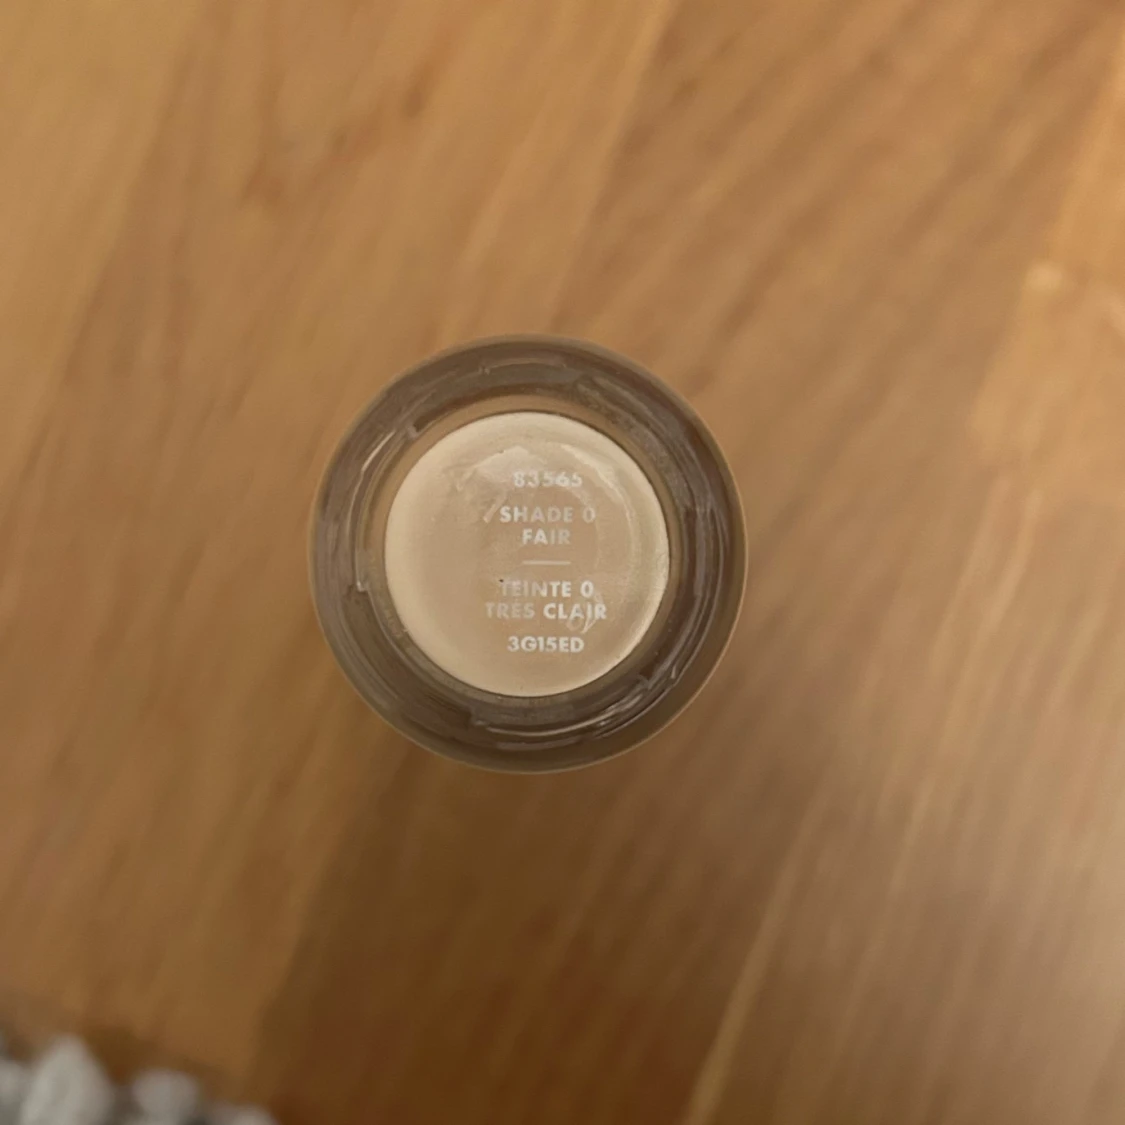 83565
SHADE 0
FAIR
TEINTE 0
TRÈS CLAIR
3G15ED